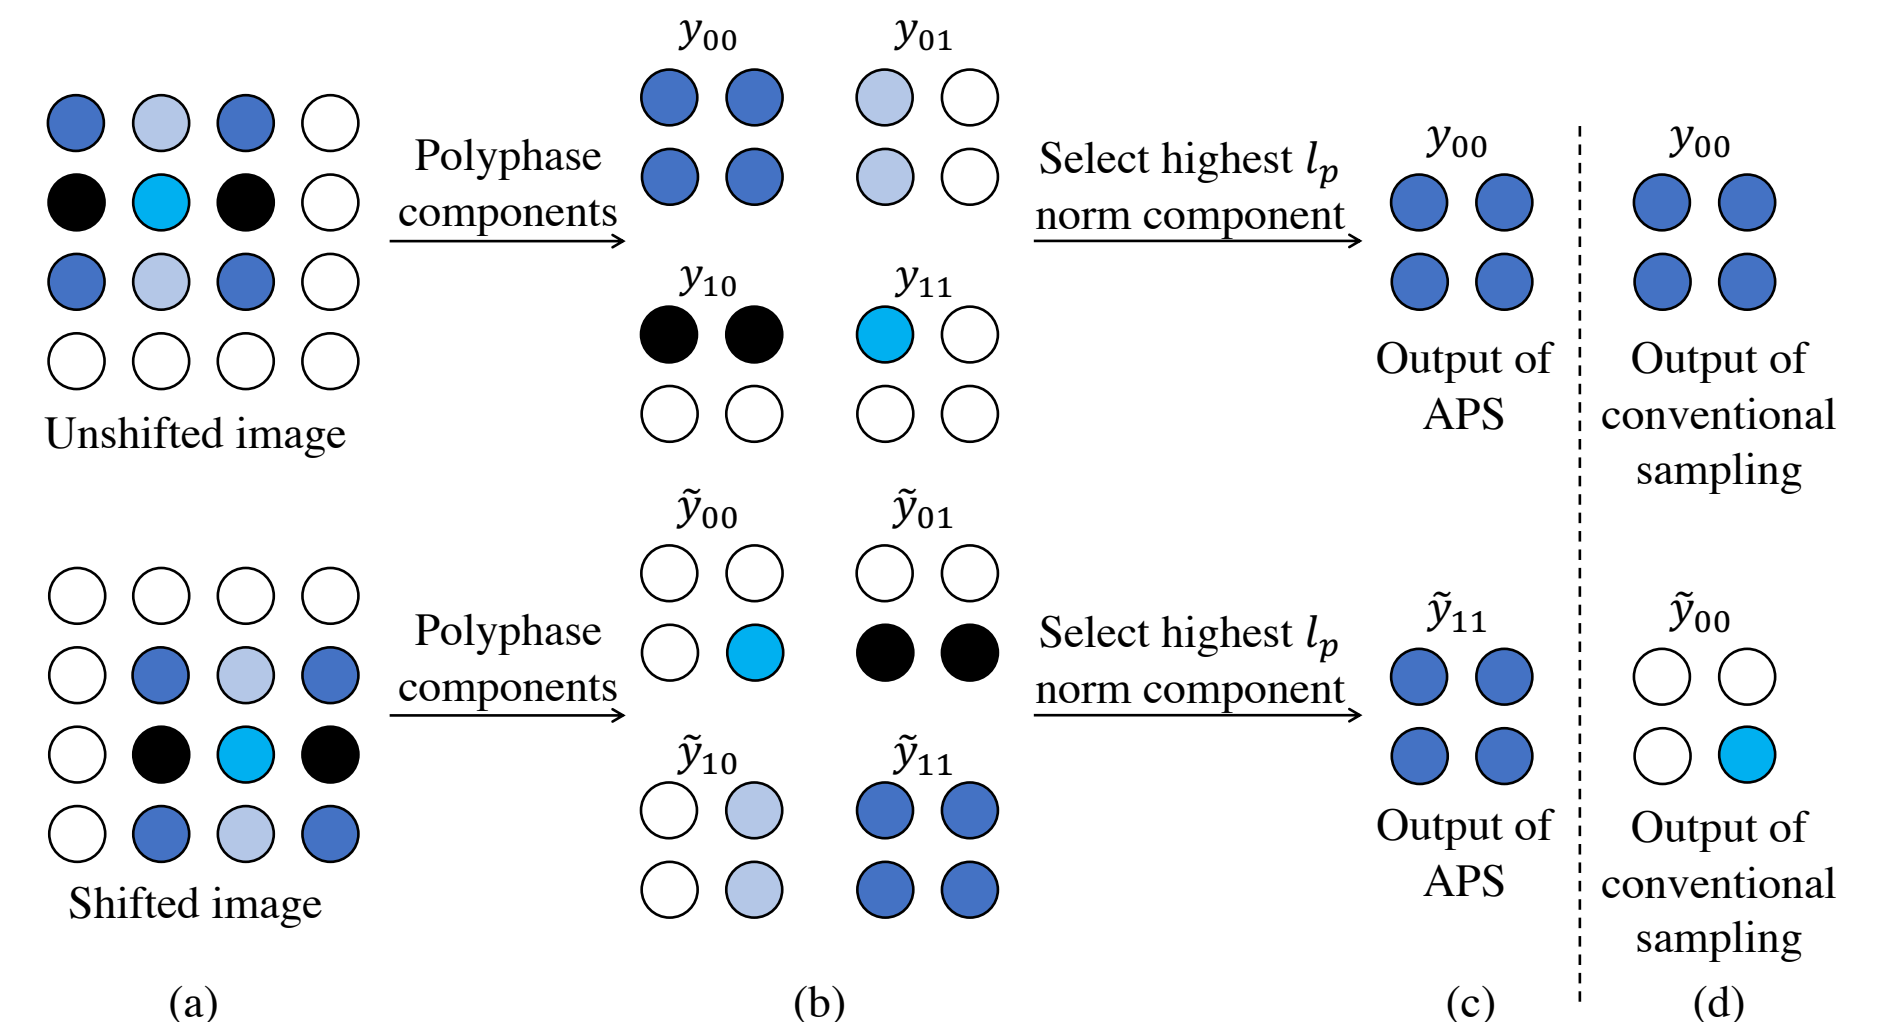 y₀₀ y₀₁
Polyphase
components
Select highest lₚ
norm component
y₀₀ y₀₀
y₁₀ y₁₁
Unshifted image
Output of
APS
Output of
conventional
sampling
ỹ₀₀ ỹ₀₁
Polyphase
components
Select highest lₚ
norm component
ỹ₁₁ ỹ₀₀
ỹ₁₀ ỹ₁₁
Shifted image
Output of
APS
Output of
conventional
sampling
(a) (b) (c) (d)